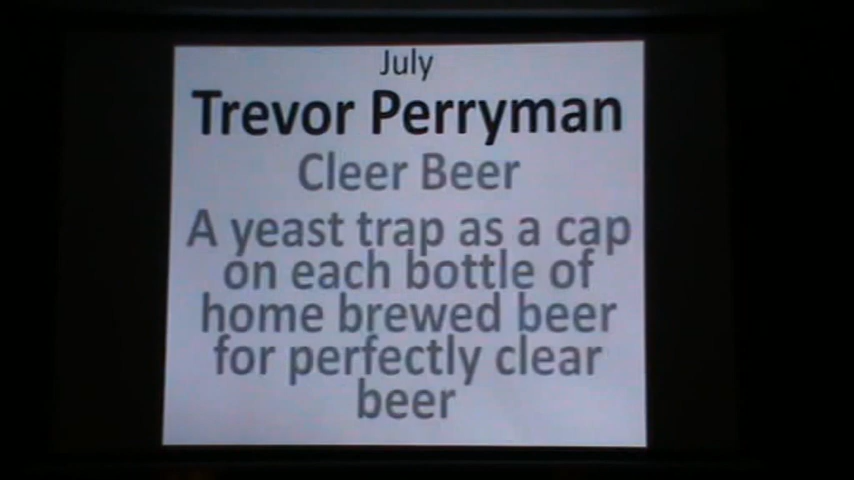 July
Trevor Perryman
Cleer Beer
A yeast trap as a cap
on each bottle of
home brewed beer
for perfectly clear
beer